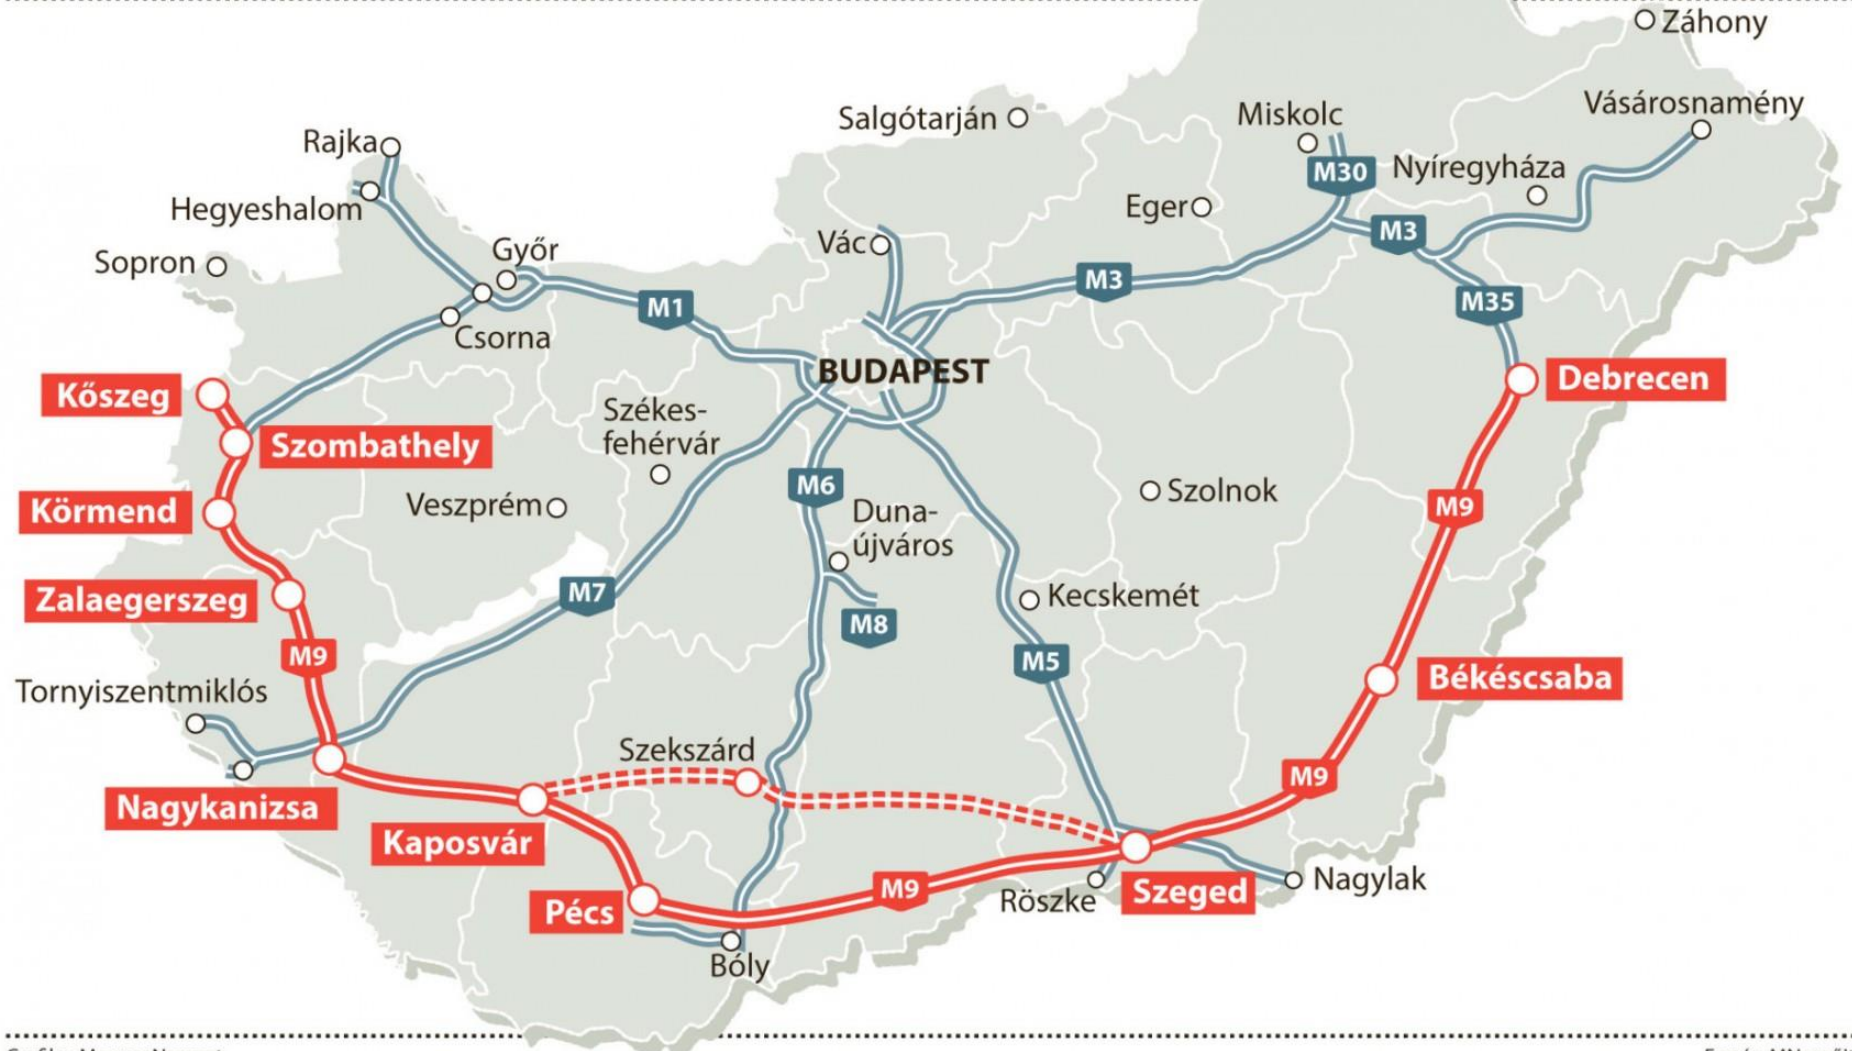 Záhony
Vásárosnamény
Salgótarján
Miskolc
Rajka
Nyíregyháza
M30
Hegyeshalom
Eger
M3
Sopron
Győr
Vác
M3
M1
M35
Csorna
BUDAPEST
Debrecen
Kőszeg
Székes-
fehérvár
Szombathely
M6
Szolnok
M9
Körmend
Veszprém
Duna-
újváros
M7
Kecskemét
Zalaegerszeg
M8
M9
M5
Békéscsaba
Tornyiszentmiklós
Szekszárd
M9
Nagykanizsa
Kaposvár
M9
Nagylak
Szeged
Röszke
Pécs
Bóly